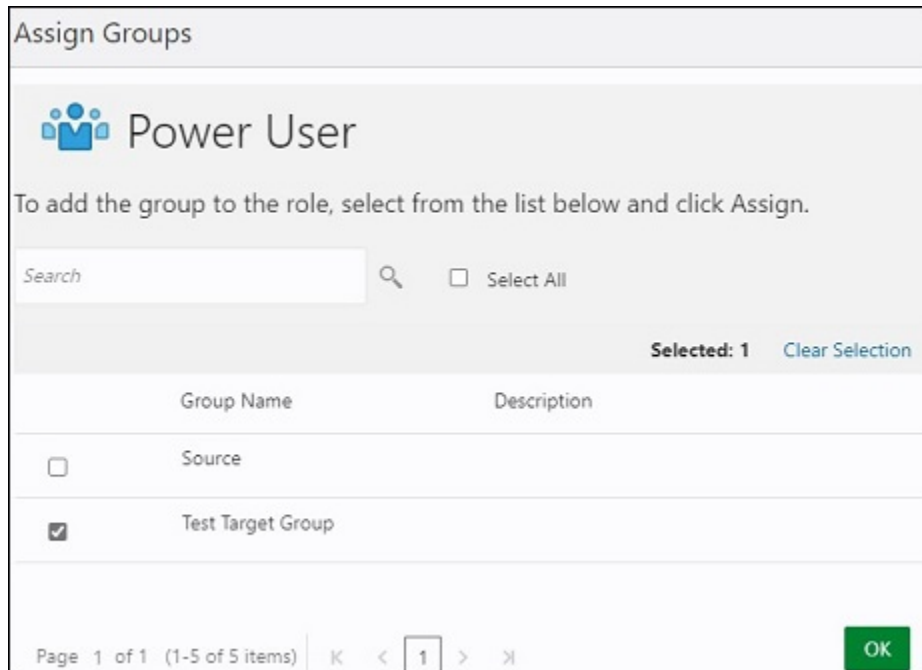 Assign Groups
Power User
To add the group to the role, select from the list below and click Assign.
Search Select All
Selected: 1 Clear Selection
Group Name Description
Source
Test Target Group
Page 1 of 1 (1-5 of 5 items) K < 1 > >| OK